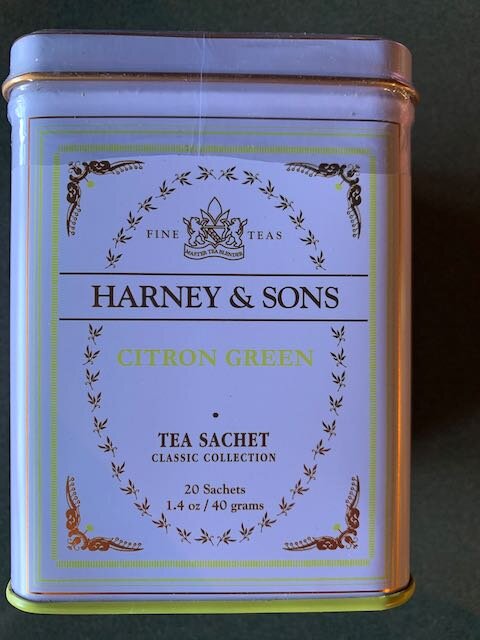 FINE TEAS
MASTER TEA BLENDER
HARNEY & SONS
CITRON GREEN
TEA SACHET
CLASSIC COLLECTION
20 Sachets
1.4 oz / 40 grams